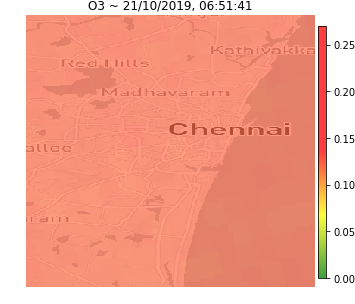 O3 ~ 21/10/2019, 06:51:41
Kathivakka
Red Hills
Madhavaram
Chennai
allee
ram
0.25
0.20
0.15
0.10
0.05
0.00